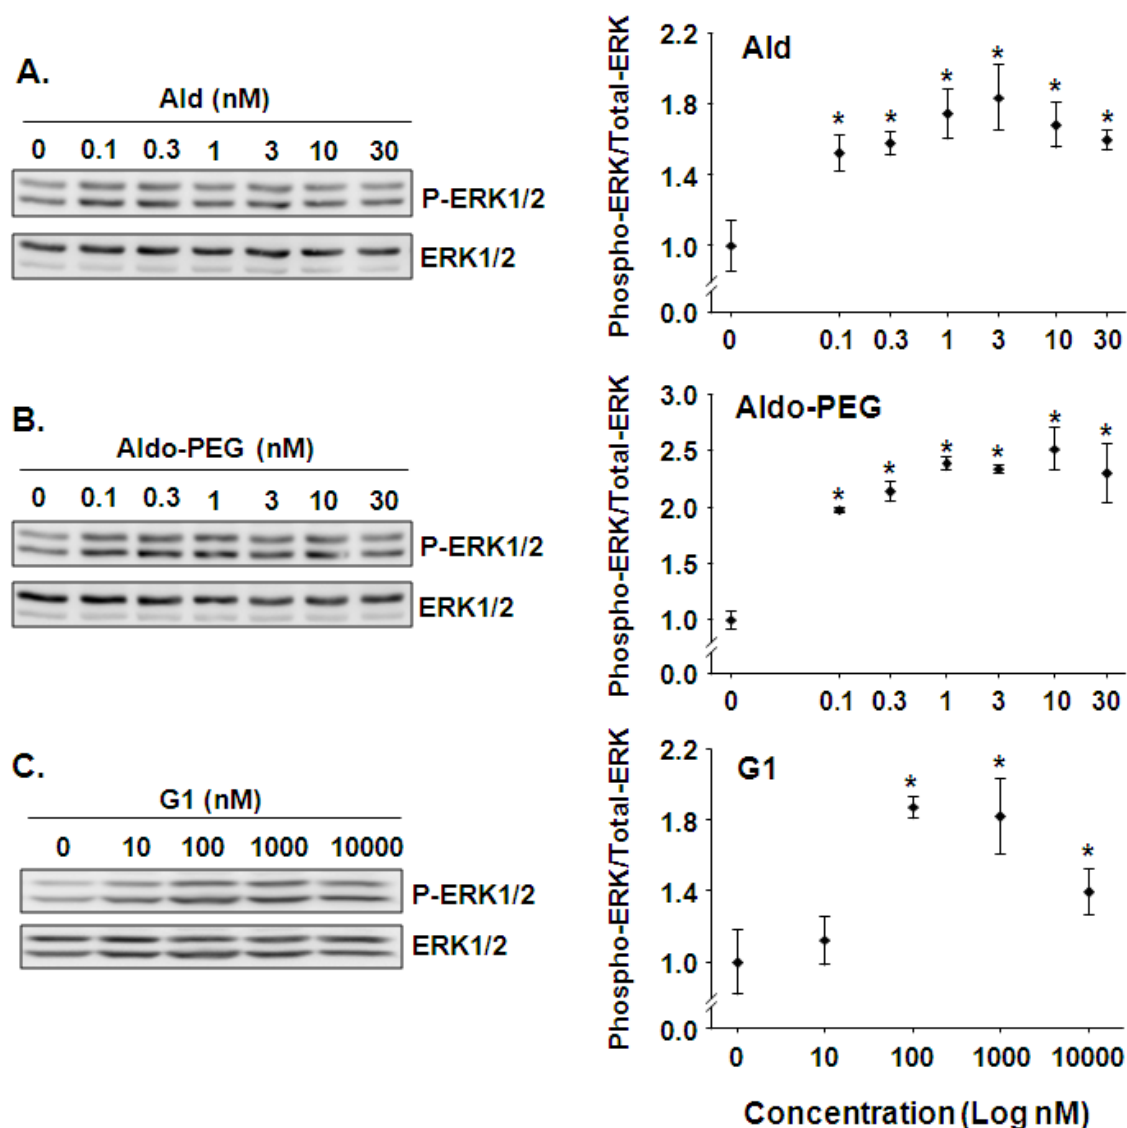 A.
Ald (nM)
0 0.1 0.3 1 3 10 30
P-ERK1/2
ERK1/2
Phospho-ERK/Total-ERK
Ald
2.2
1.8
1.4
1.0
0.0
* * * * * *
0 0.1 0.3 1 3 10 30
B.
Aldo-PEG (nM)
0 0.1 0.3 1 3 10 30
P-ERK1/2
ERK1/2
Phospho-ERK/Total-ERK
Aldo-PEG
3.0
2.5
2.0
1.5
1.0
0.0
* * * * * *
0 0.1 0.3 1 3 10 30
C.
G1 (nM)
0 10 100 1000 10000
P-ERK1/2
ERK1/2
Phospho-ERK/Total-ERK
G1
2.2
1.8
1.4
1.0
0.0
* * *
0 10 100 1000 10000
Concentration (Log nM)